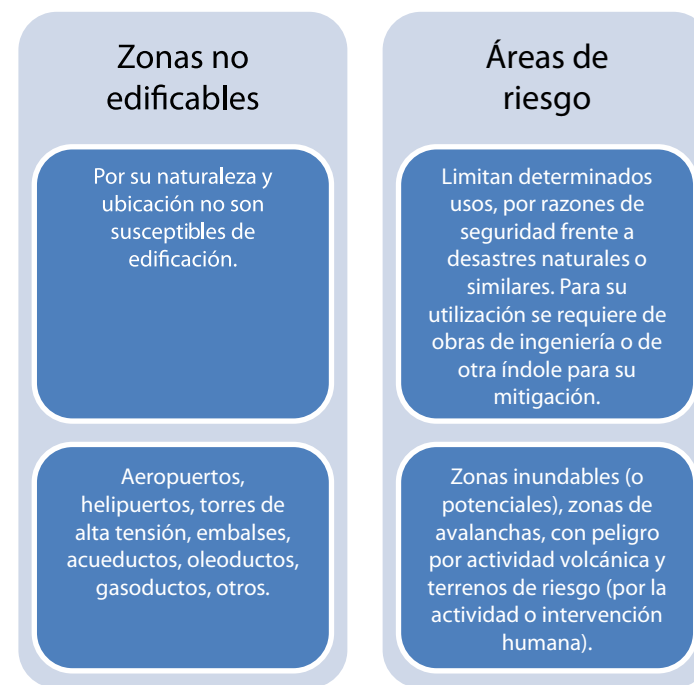 Zonas no
edificables
Por su naturaleza y
ubicación no son
susceptibles de
edificación.
Aeropuertos,
helipuertos, torres de
alta tensión, embalses,
acueductos, oleoductos,
gasoductos, otros.
Áreas de
riesgo
Limitan determinados
usos, por razones de
seguridad frente a
desastres naturales o
similares. Para su
utilización se requiere de
obras de ingeniería o de
otra índole para su
mitigación.
Zonas inundables (o
potenciales), zonas de
avalanchas, con peligro
por actividad volcánica y
terrenos de riesgo (por la
actividad o intervención
humana).